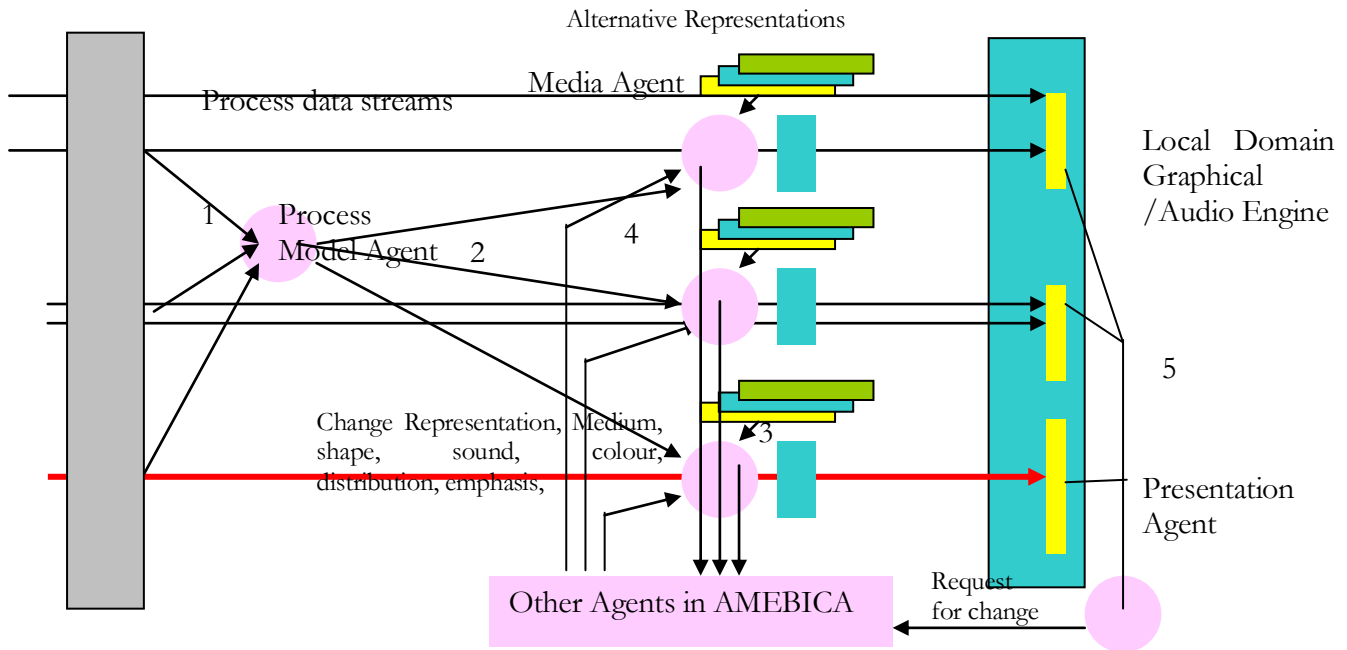 Alternative Representations
Media Agent
Process data streams
Local Domain
Graphical
/Audio Engine
1
Process
Model Agent
2
4
5
Change Representation, Medium,
shape, sound, colour,
distribution, emphasis,
3
Presentation
Agent
Other Agents in AMEBICA
Request
for change